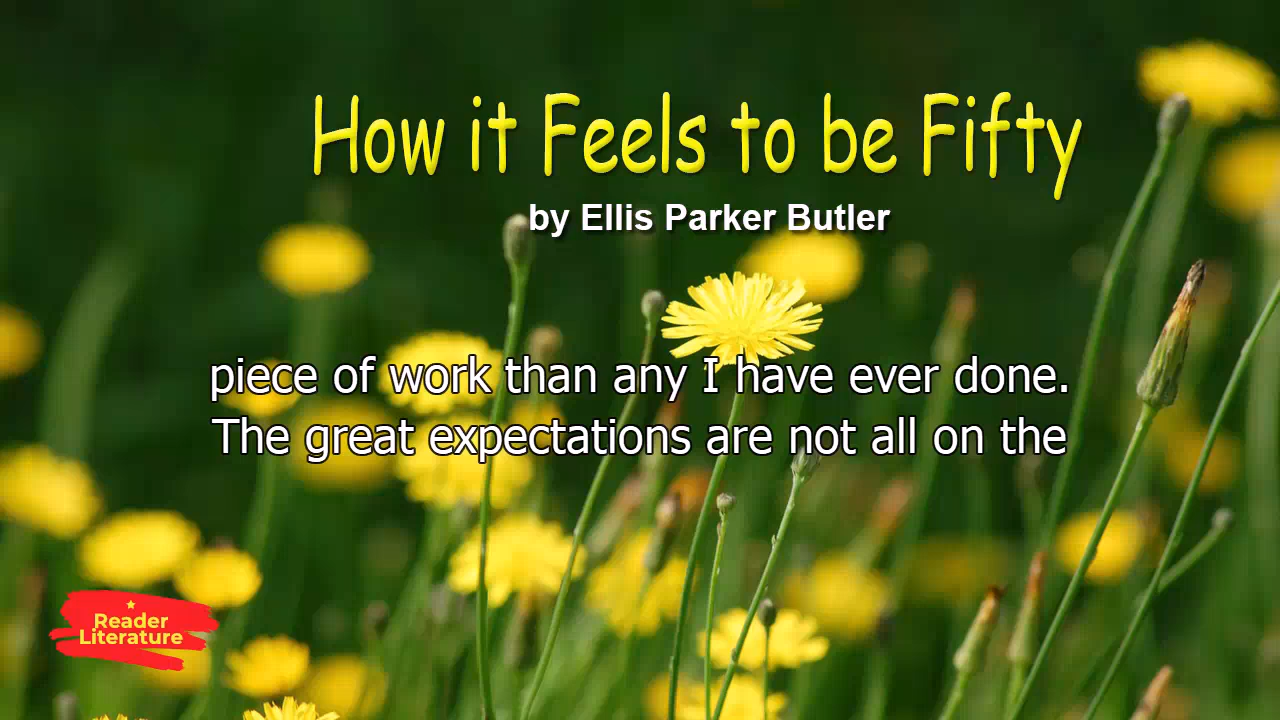 How it Feels to be Fifty
by Ellis Parker Butler
piece of work than any I have ever done.
The great expectations are not all on the
Reader
Literature